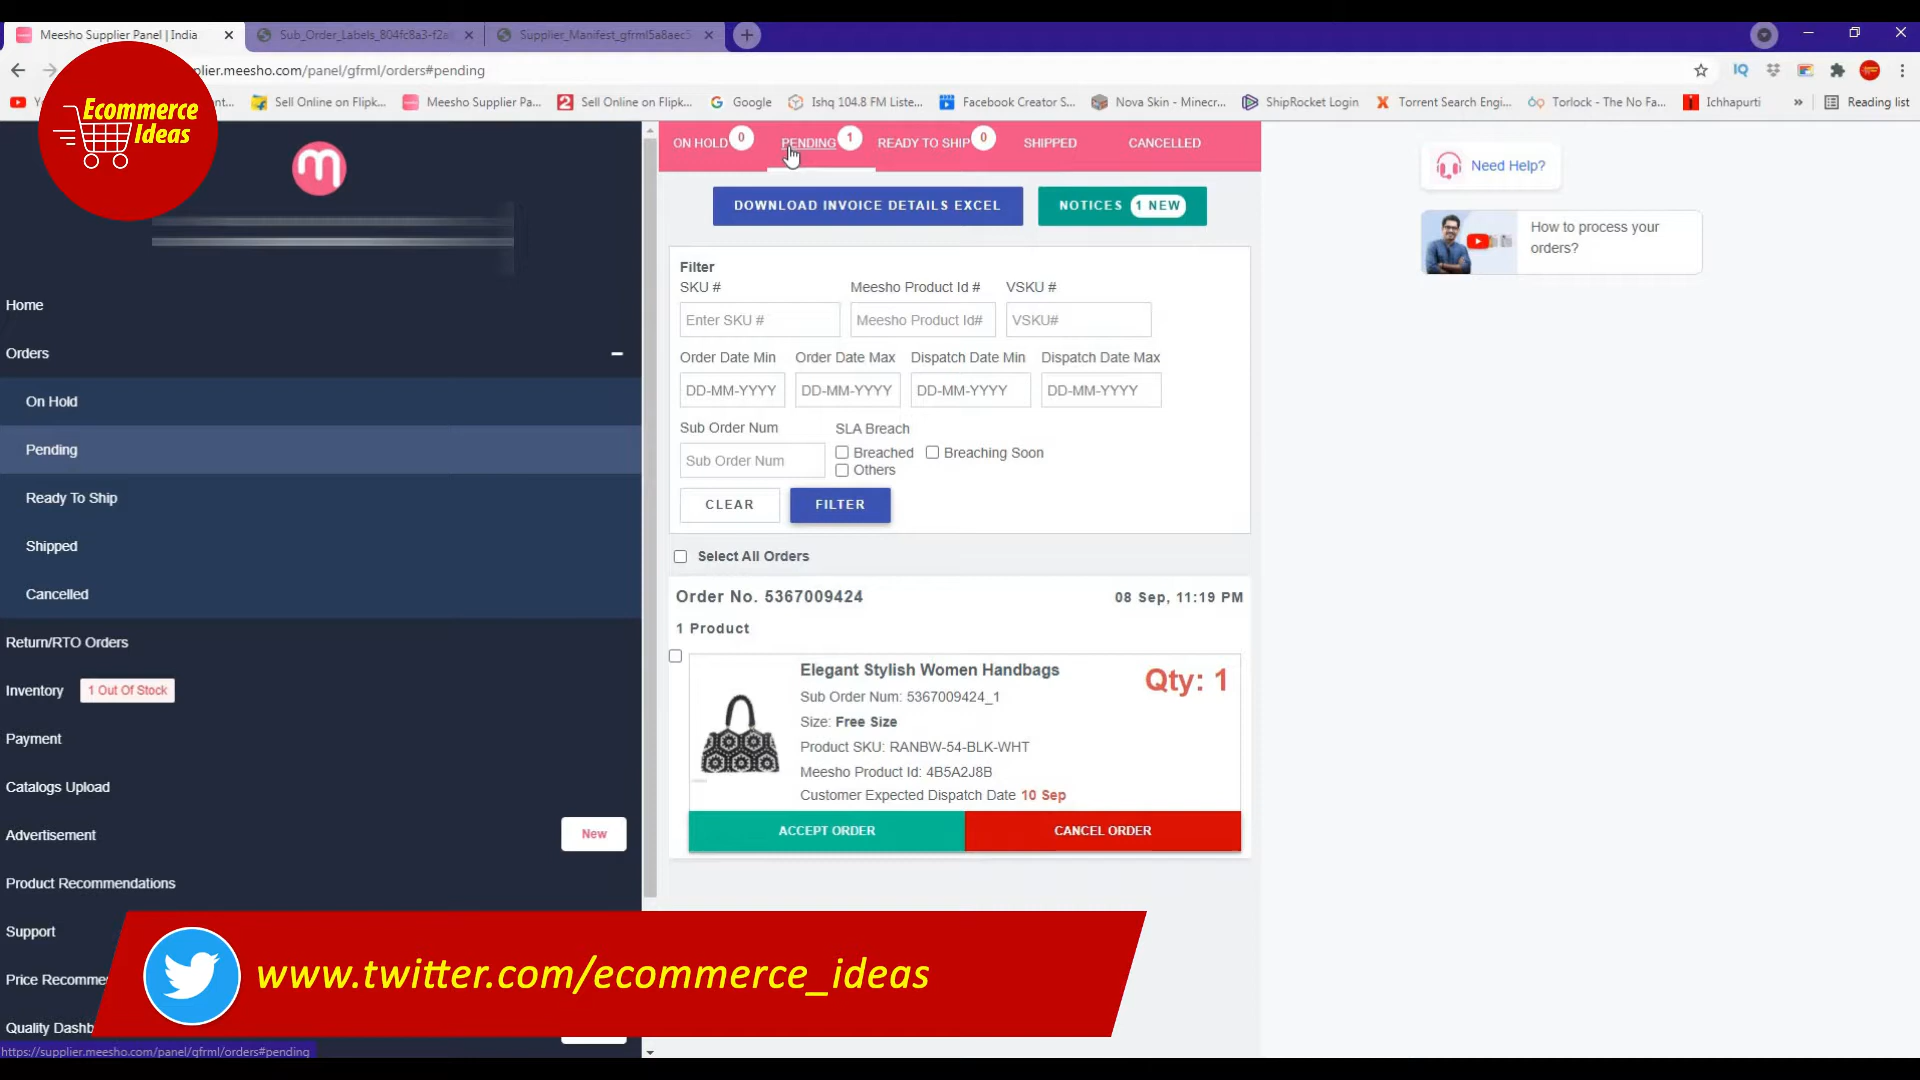 Meesho Supplier Panel | India
Sub_Order_Labels_804fc8a3-f2a
Supplier_Manifest_gfrml5a8aec5
plier.meesho.com/panel/gfrml/orders#pending
Sell Online on Flipk...
Meesho Supplier Pa...
Sell Online on Flipk...
Google
Ishq 104.8 FM Liste...
Facebook Creator S...
Nova Skin - Minecr...
ShipRocket Login
Torrent Search Engi...
Torlock - The No Fa...
Ichhapurti
Reading list
Ecommerce
Ideas
Home
Orders
On Hold
Pending
Ready To Ship
Shipped
Cancelled
Return/RTO Orders
Inventory 1 Out Of Stock
Payment
Catalogs Upload
Advertisement New
Product Recommendations
Support
Price Recomme
Quality Dashb
https://supplier.meesho.com/panel/gfrml/orders#pending
ON HOLD 0 PENDING 1 READY TO SHIP 0 SHIPPED CANCELLED
DOWNLOAD INVOICE DETAILS EXCEL NOTICES 1 NEW
Filter
SKU # Meesho Product Id # VSKU #
Enter SKU # Meesho Product Id# VSKU#
Order Date Min Order Date Max Dispatch Date Min Dispatch Date Max
DD-MM-YYYY DD-MM-YYYY DD-MM-YYYY DD-MM-YYYY
Sub Order Num SLA Breach
Sub Order Num Breached Breaching Soon
Others
CLEAR FILTER
Select All Orders
Order No. 5367009424 08 Sep, 11:19 PM
1 Product
Elegant Stylish Women Handbags
Qty: 1
Sub Order Num: 5367009424_1
Size: Free Size
Product SKU: RANBW-54-BLK-WHT
Meesho Product Id: 4B5A2J8B
Customer Expected Dispatch Date 10 Sep
ACCEPT ORDER CANCEL ORDER
Need Help?
How to process your
orders?
www.twitter.com/ecommerce_ideas